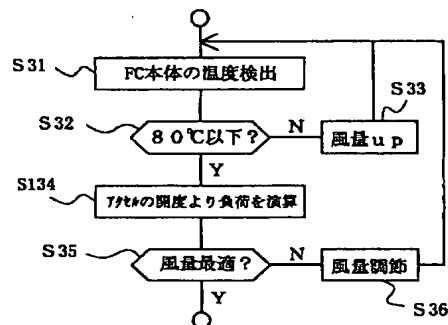 S31
FC本体の温度検出
S32
80℃以下?
N
S33
風量up
Y
S134
アクセルの開度より負荷を演算
S35
風量最適?
N
風量調節
S36
Y